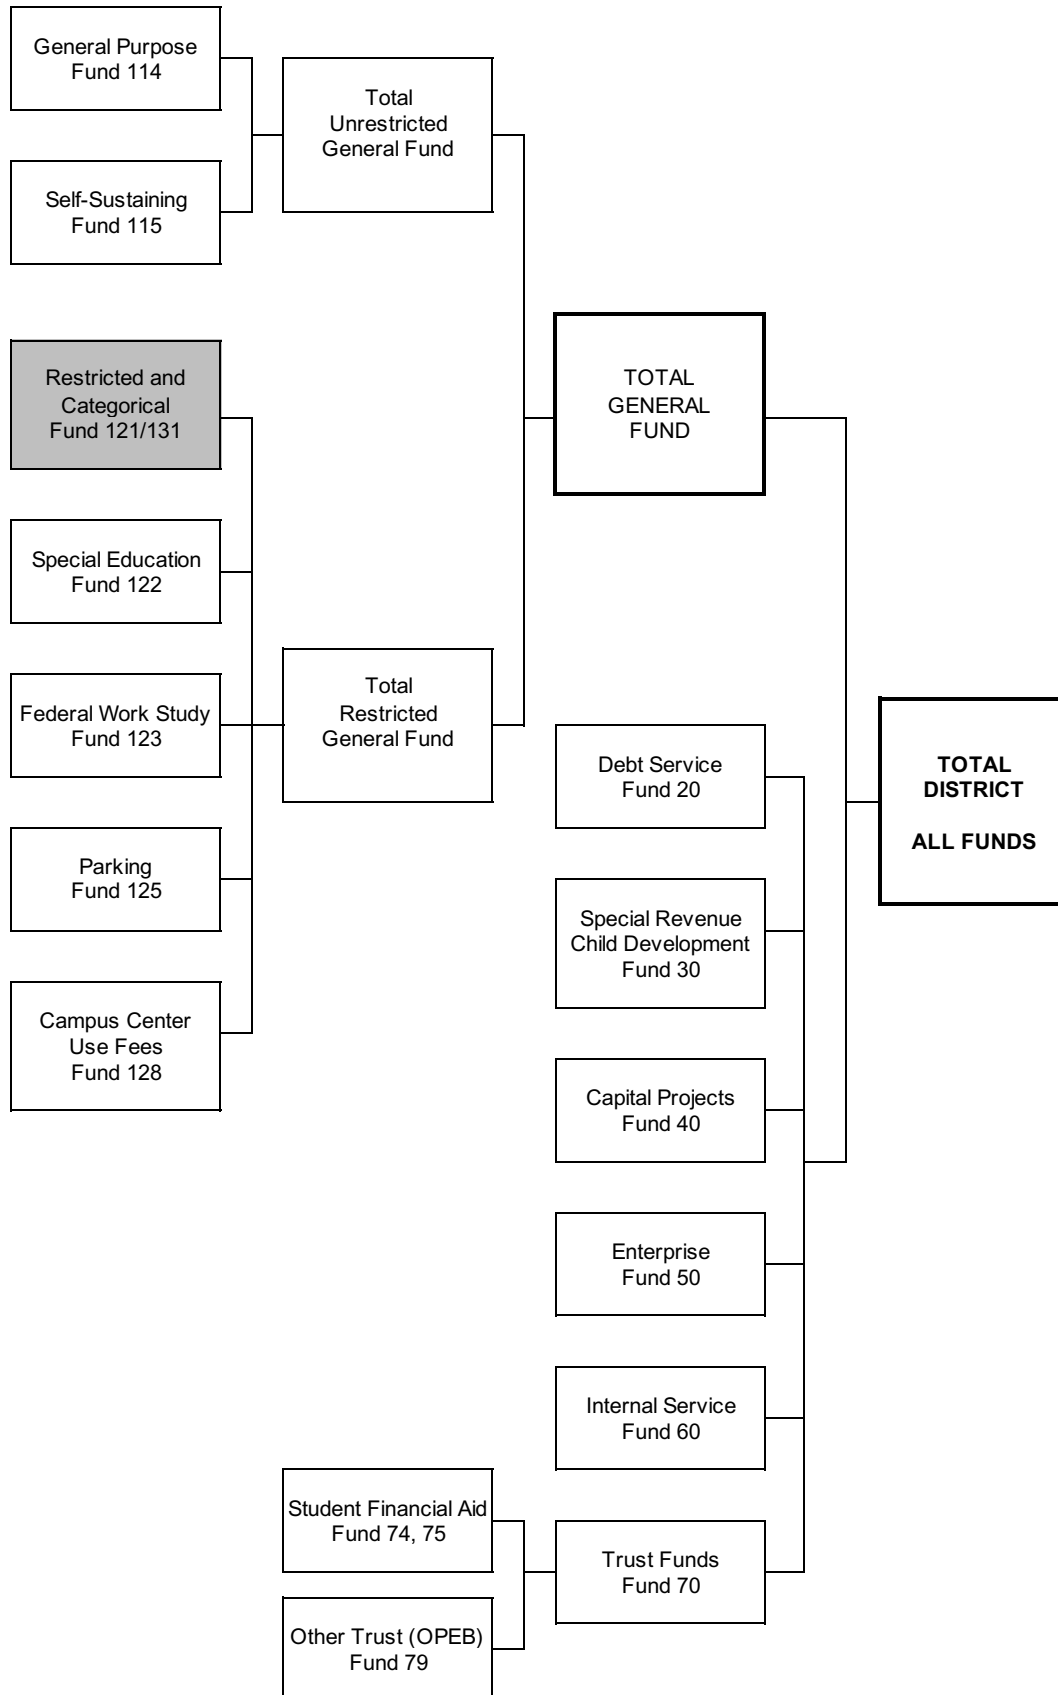 General Purpose
Fund 114
Total
Unrestricted
General Fund
Self-Sustaining
Fund 115
Restricted and
Categorical
Fund 121/131
TOTAL
GENERAL
FUND
Special Education
Fund 122
Federal Work Study
Fund 123
Total
Restricted
General Fund
Debt Service
Fund 20
TOTAL
DISTRICT
ALL FUNDS
Parking
Fund 125
Special Revenue
Child Development
Fund 30
Campus Center
Use Fees
Fund 128
Capital Projects
Fund 40
Enterprise
Fund 50
Internal Service
Fund 60
Student Financial Aid
Fund 74, 75
Trust Funds
Fund 70
Other Trust (OPEB)
Fund 79